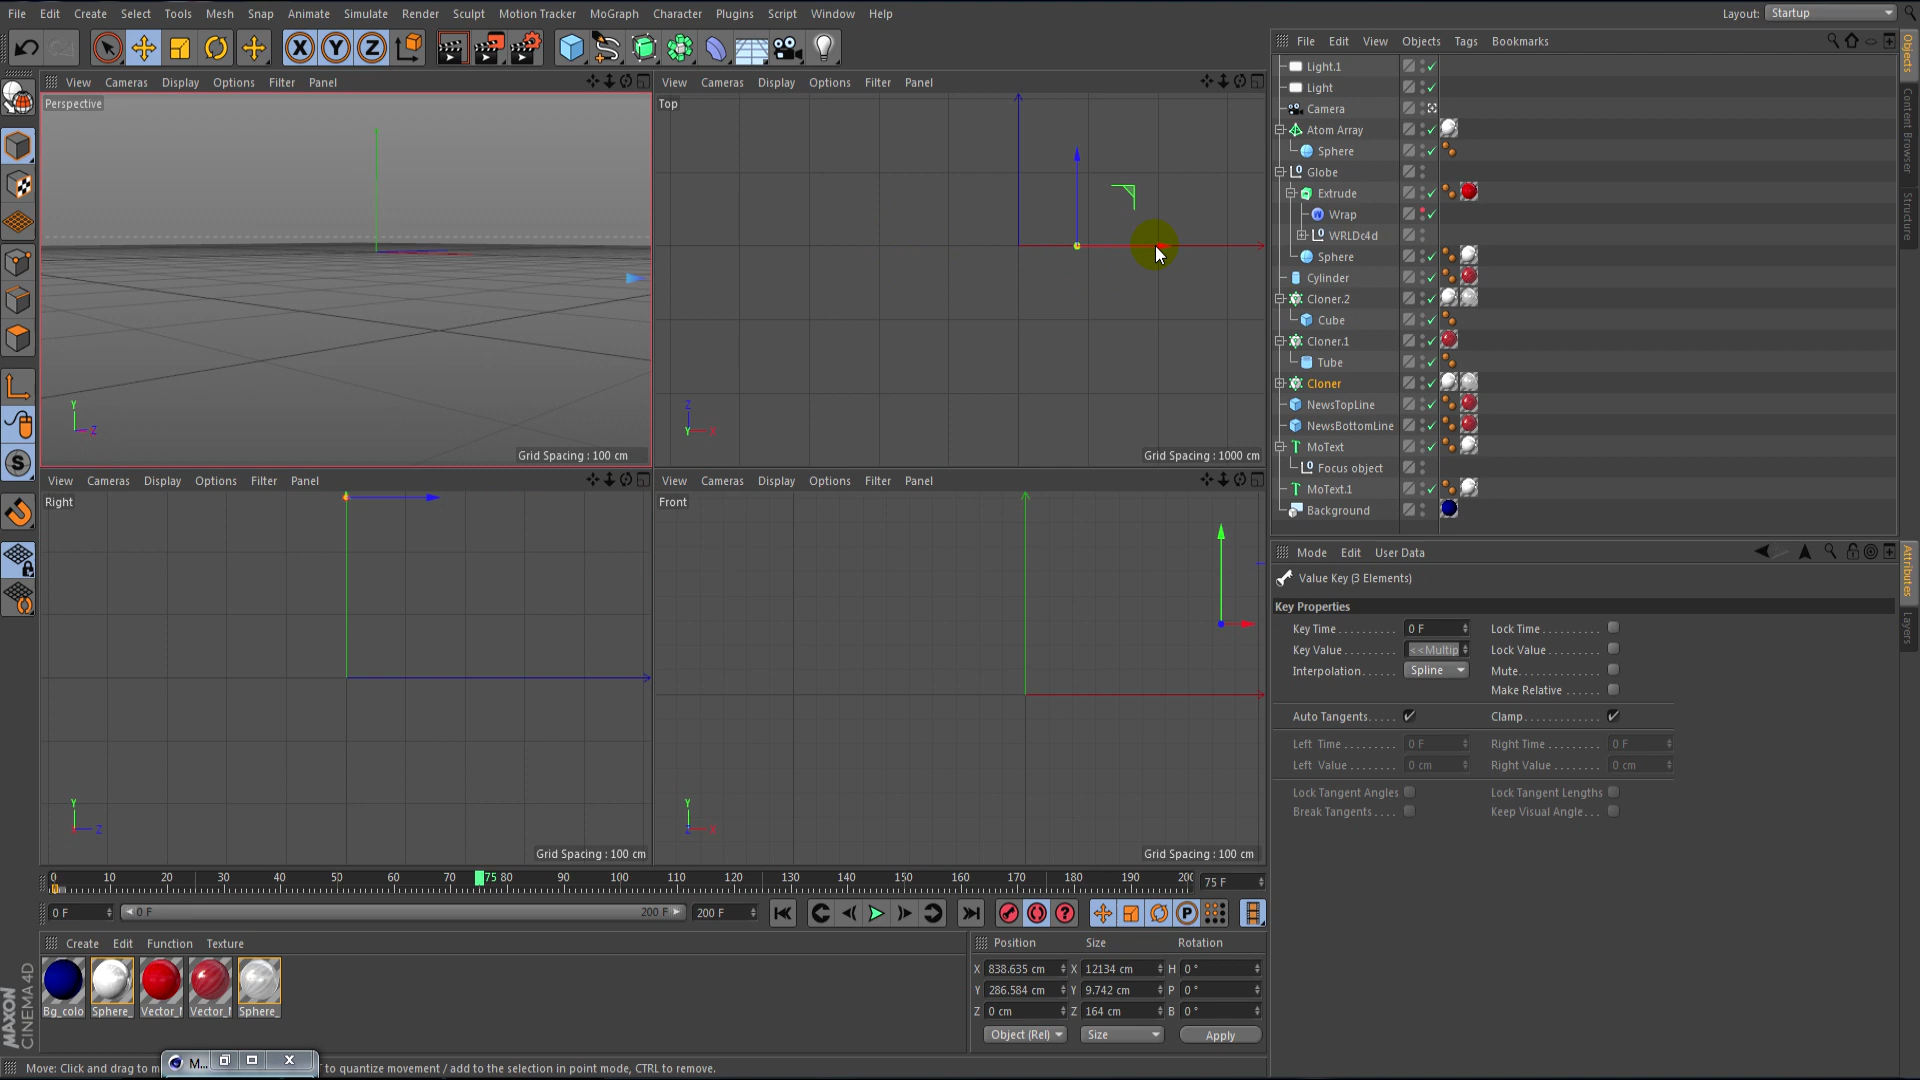 File Edit Create Select Tools Mesh Snap Animate Simulate Render Sculpt Motion Tracker MoGraph Character Plugins Script Window Help Layout: Startup
File Edit View Objects Tags Bookmarks
View Cameras Display Options Filter Panel
View Cameras Display Options Filter Panel
Perspective
Top
Y
Z
Z
Y
X
Grid Spacing : 100 cm
Grid Spacing : 1000 cm
View Cameras Display Options Filter Panel
View Cameras Display Options Filter Panel
Right
Front
Y
Z
Y
Z
X
Grid Spacing : 100 cm
Grid Spacing : 100 cm
Light.1
Light
Camera
Atom Array
Sphere
Globe
Extrude
Wrap
WRLDc4d
Sphere
Cylinder
Cloner.2
Cube
Cloner.1
Tube
Cloner
NewsTopLine
NewsBottomLine
MoText
Focus object
MoText.1
Background
Objects
Content Browser
Structure
Attributes
Layers
Mode Edit User Data
Value Key (3 Elements)
Key Properties
Key Time 0 F Lock Time
Key Value <<Multip Lock Value
Interpolation Spline Mute
Make Relative
Auto Tangents Clamp
Left Time 0 F Right Time 0 F
Left Value 0 cm Right Value 0 cm
Lock Tangent Angles Lock Tangent Lengths
Break Tangents Keep Visual Angle
0 10 20 30 40 50 60 70 75 80 90 100 110 120 130 140 150 160 170 180 190 200 75 F
0 F 0 F 200 F 200 F
Create Edit Function Texture
Bg_colo Sphere_ Vector_M Vector_M Sphere_
Position Size Rotation
X 838.635 cm X 12134 cm H 0 °
Y 286.584 cm Y 9.742 cm P 0 °
Z 0 cm Z 164 cm B 0 °
Object (Rel) Size Apply
MAXON
CINEMA 4D
M...
Move: Click and drag to m to quantize movement / add to the selection in point mode, CTRL to remove.